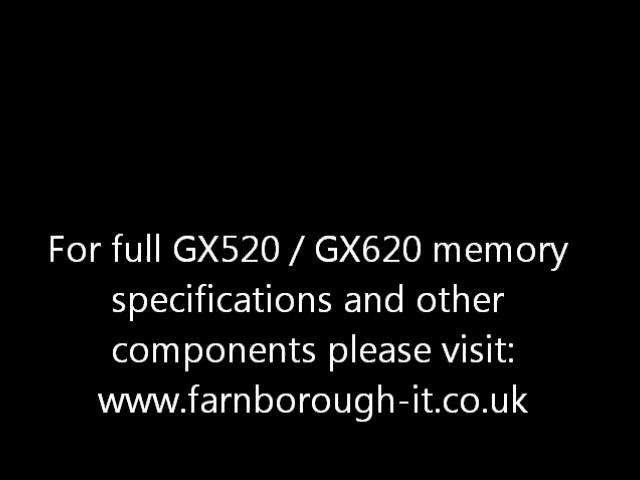 For full GX520 / GX620 memory
specifications and other
components please visit:
www.farnborough-it.co.uk